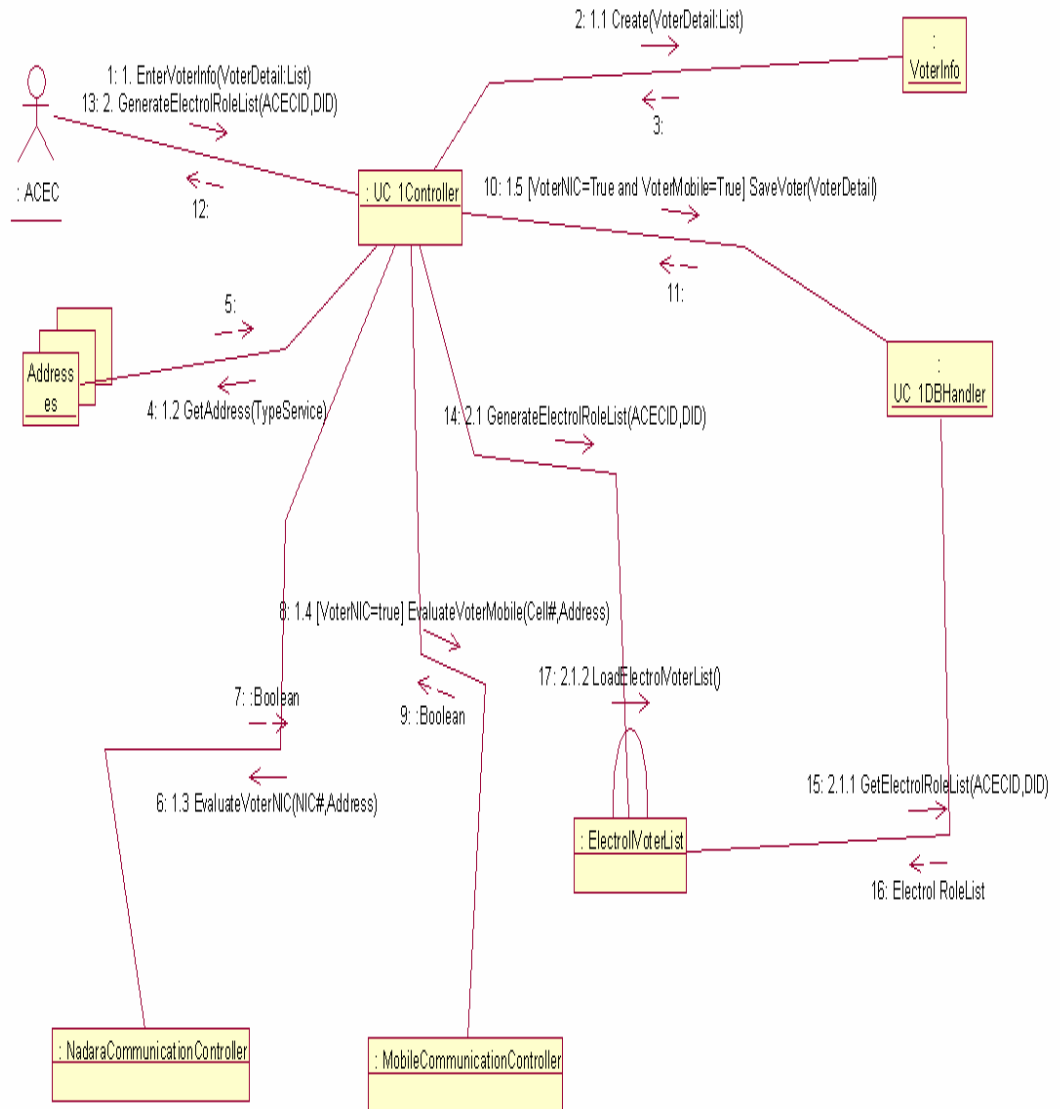 2: 1.1 Create(VoterDetail:List)
:
VoterInfo
3:
1: 1. EnterVoterInfo(VoterDetail:List)
13: 2. GenerateElectrolRoleList(ACECID,DID)
12:
: ACEC
: UC_1Controller
10: 1.5 [VoterNIC=True and VoterMobile=True] SaveVoter(VoterDetail)
11:
5:
Address
es
4: 1.2 GetAddress(TypeService)
:
UC_1DBHandler
14: 2.1 GenerateElectrolRoleList(ACECID,DID)
8: 1.4 [VoterNIC=true] EvaluateVoterMobile(Cell#,Address)
7: :Boolean
9: :Boolean
17: 2.1.2 LoadElectrolVoterList()
6: 1.3 EvaluateVoterNIC(NIC#,Address)
15: 2.1.1 GetElectrolRoleList(ACECID,DID)
: ElectrolVoterList
16: Electrol RoleList
: NadaraCommunicationController
: MobileCommunicationController